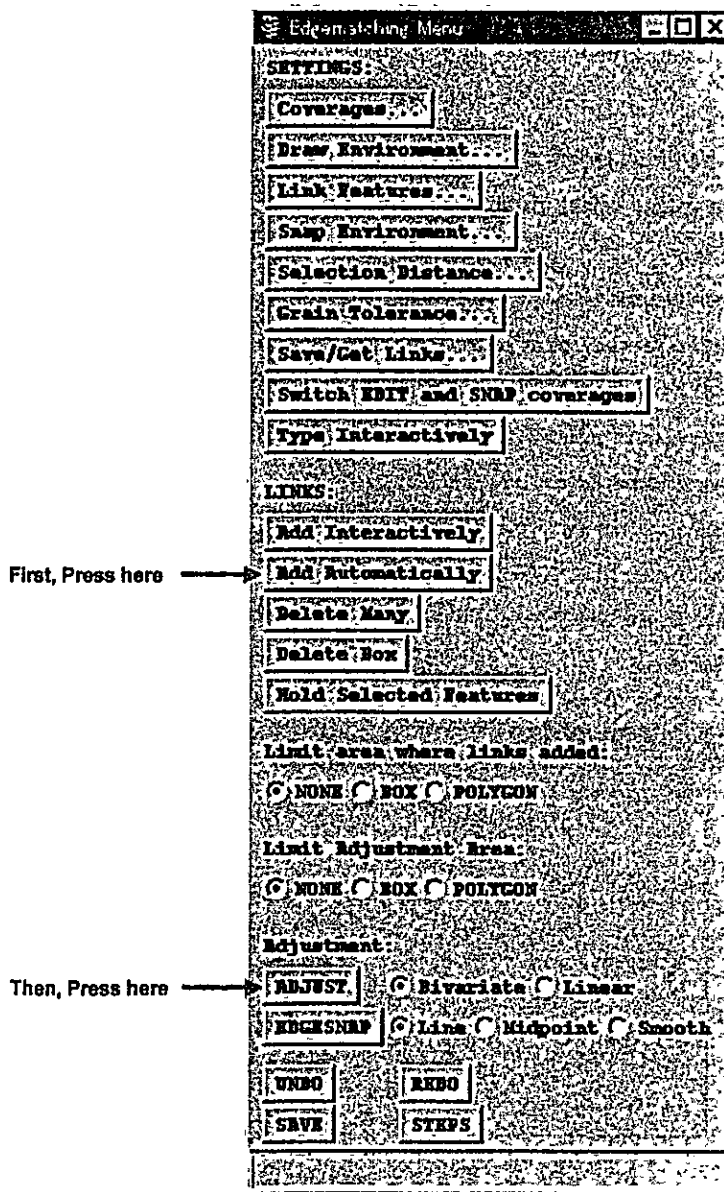 Edgematching Menu
SETTINGS:
Coverages...
Draw Environment...
Link Features...
Snap Environment...
Selection Distance...
Grain Tolerance...
Save/Get Links...
Switch EDIT and SNAP coverages
Type Interactively
LINKS:
Add Interactively
First, Press here
Add Automatically
Delete Many
Delete Box
Hold Selected Features
Limit area where links added:
NONE BOX POLYGON
Limit Adjustment Area:
NONE BOX POLYGON
Adjustment:
Then, Press here
ADJUST Bivariate Linear
EDGESNAP Line Midpoint Smooth
UNDO REDO
SAVE STEPS